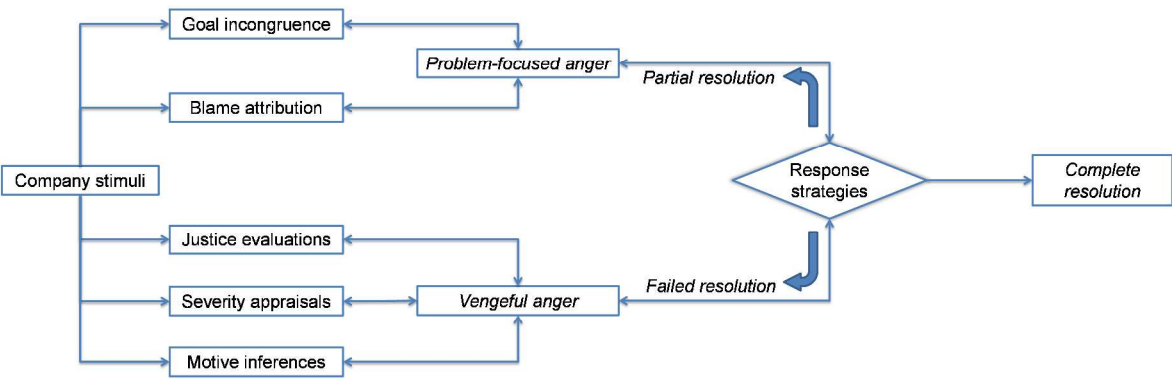 Goal incongruence
Problem-focused anger
Partial resolution
Blame attribution
Company stimuli
Response
strategies
Complete
resolution
Justice evaluations
Failed resolution
Severity appraisals
Vengeful anger
Motive inferences